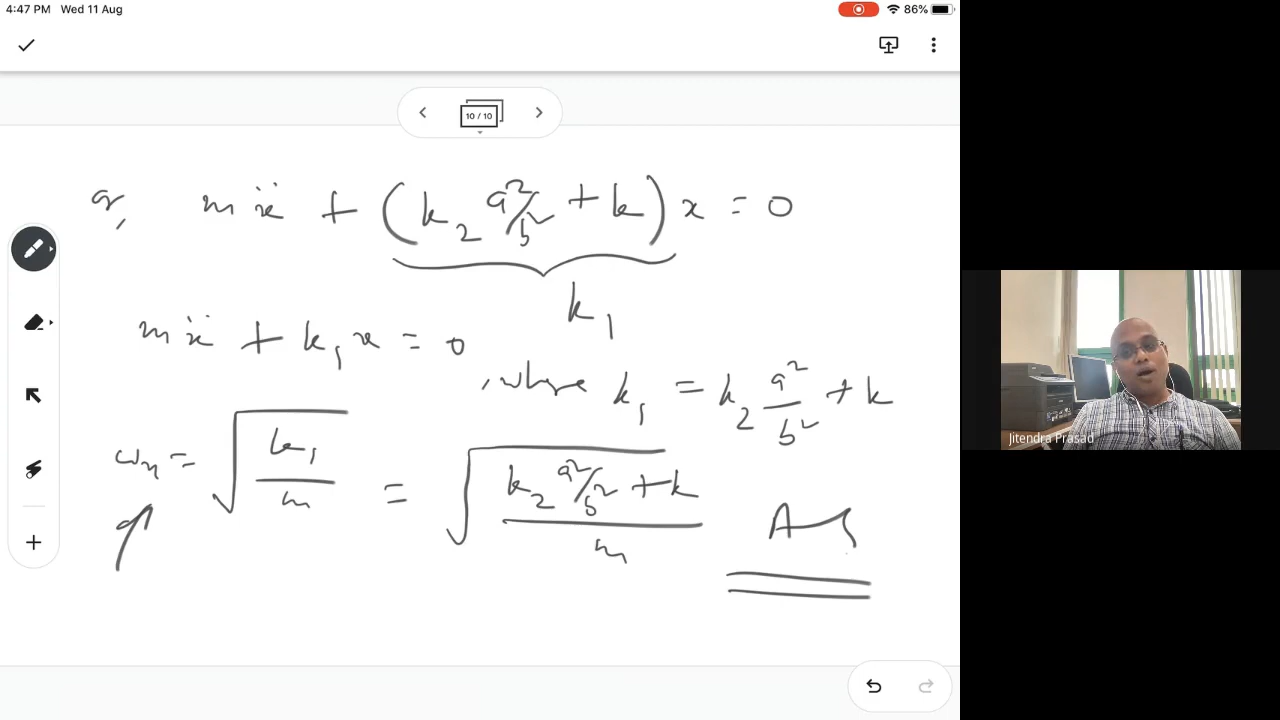 4:47 PM Wed 11 Aug
86%
10 / 10
or, mẍ + (k₂ a²/b² + k) x = 0
k₁
mẍ + k₁x = 0
, where k₁ = k₂ a²/b² + k
ωₙ = √(k₁/m) = √((k₂ a²/b² + k)/m) Ans
Jitendra Prasad